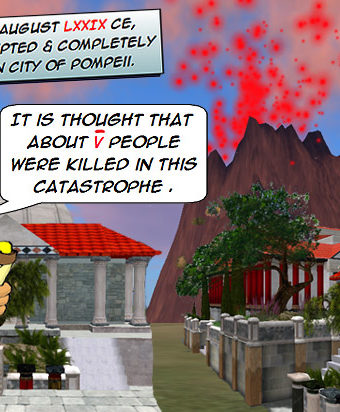 AUGUST LXXIX CE,
PTED & COMPLETELY
N CITY OF POMPEII.
IT IS THOUGHT THAT
ABOUT V̅ PEOPLE
WERE KILLED IN THIS
CATASTROPHE .